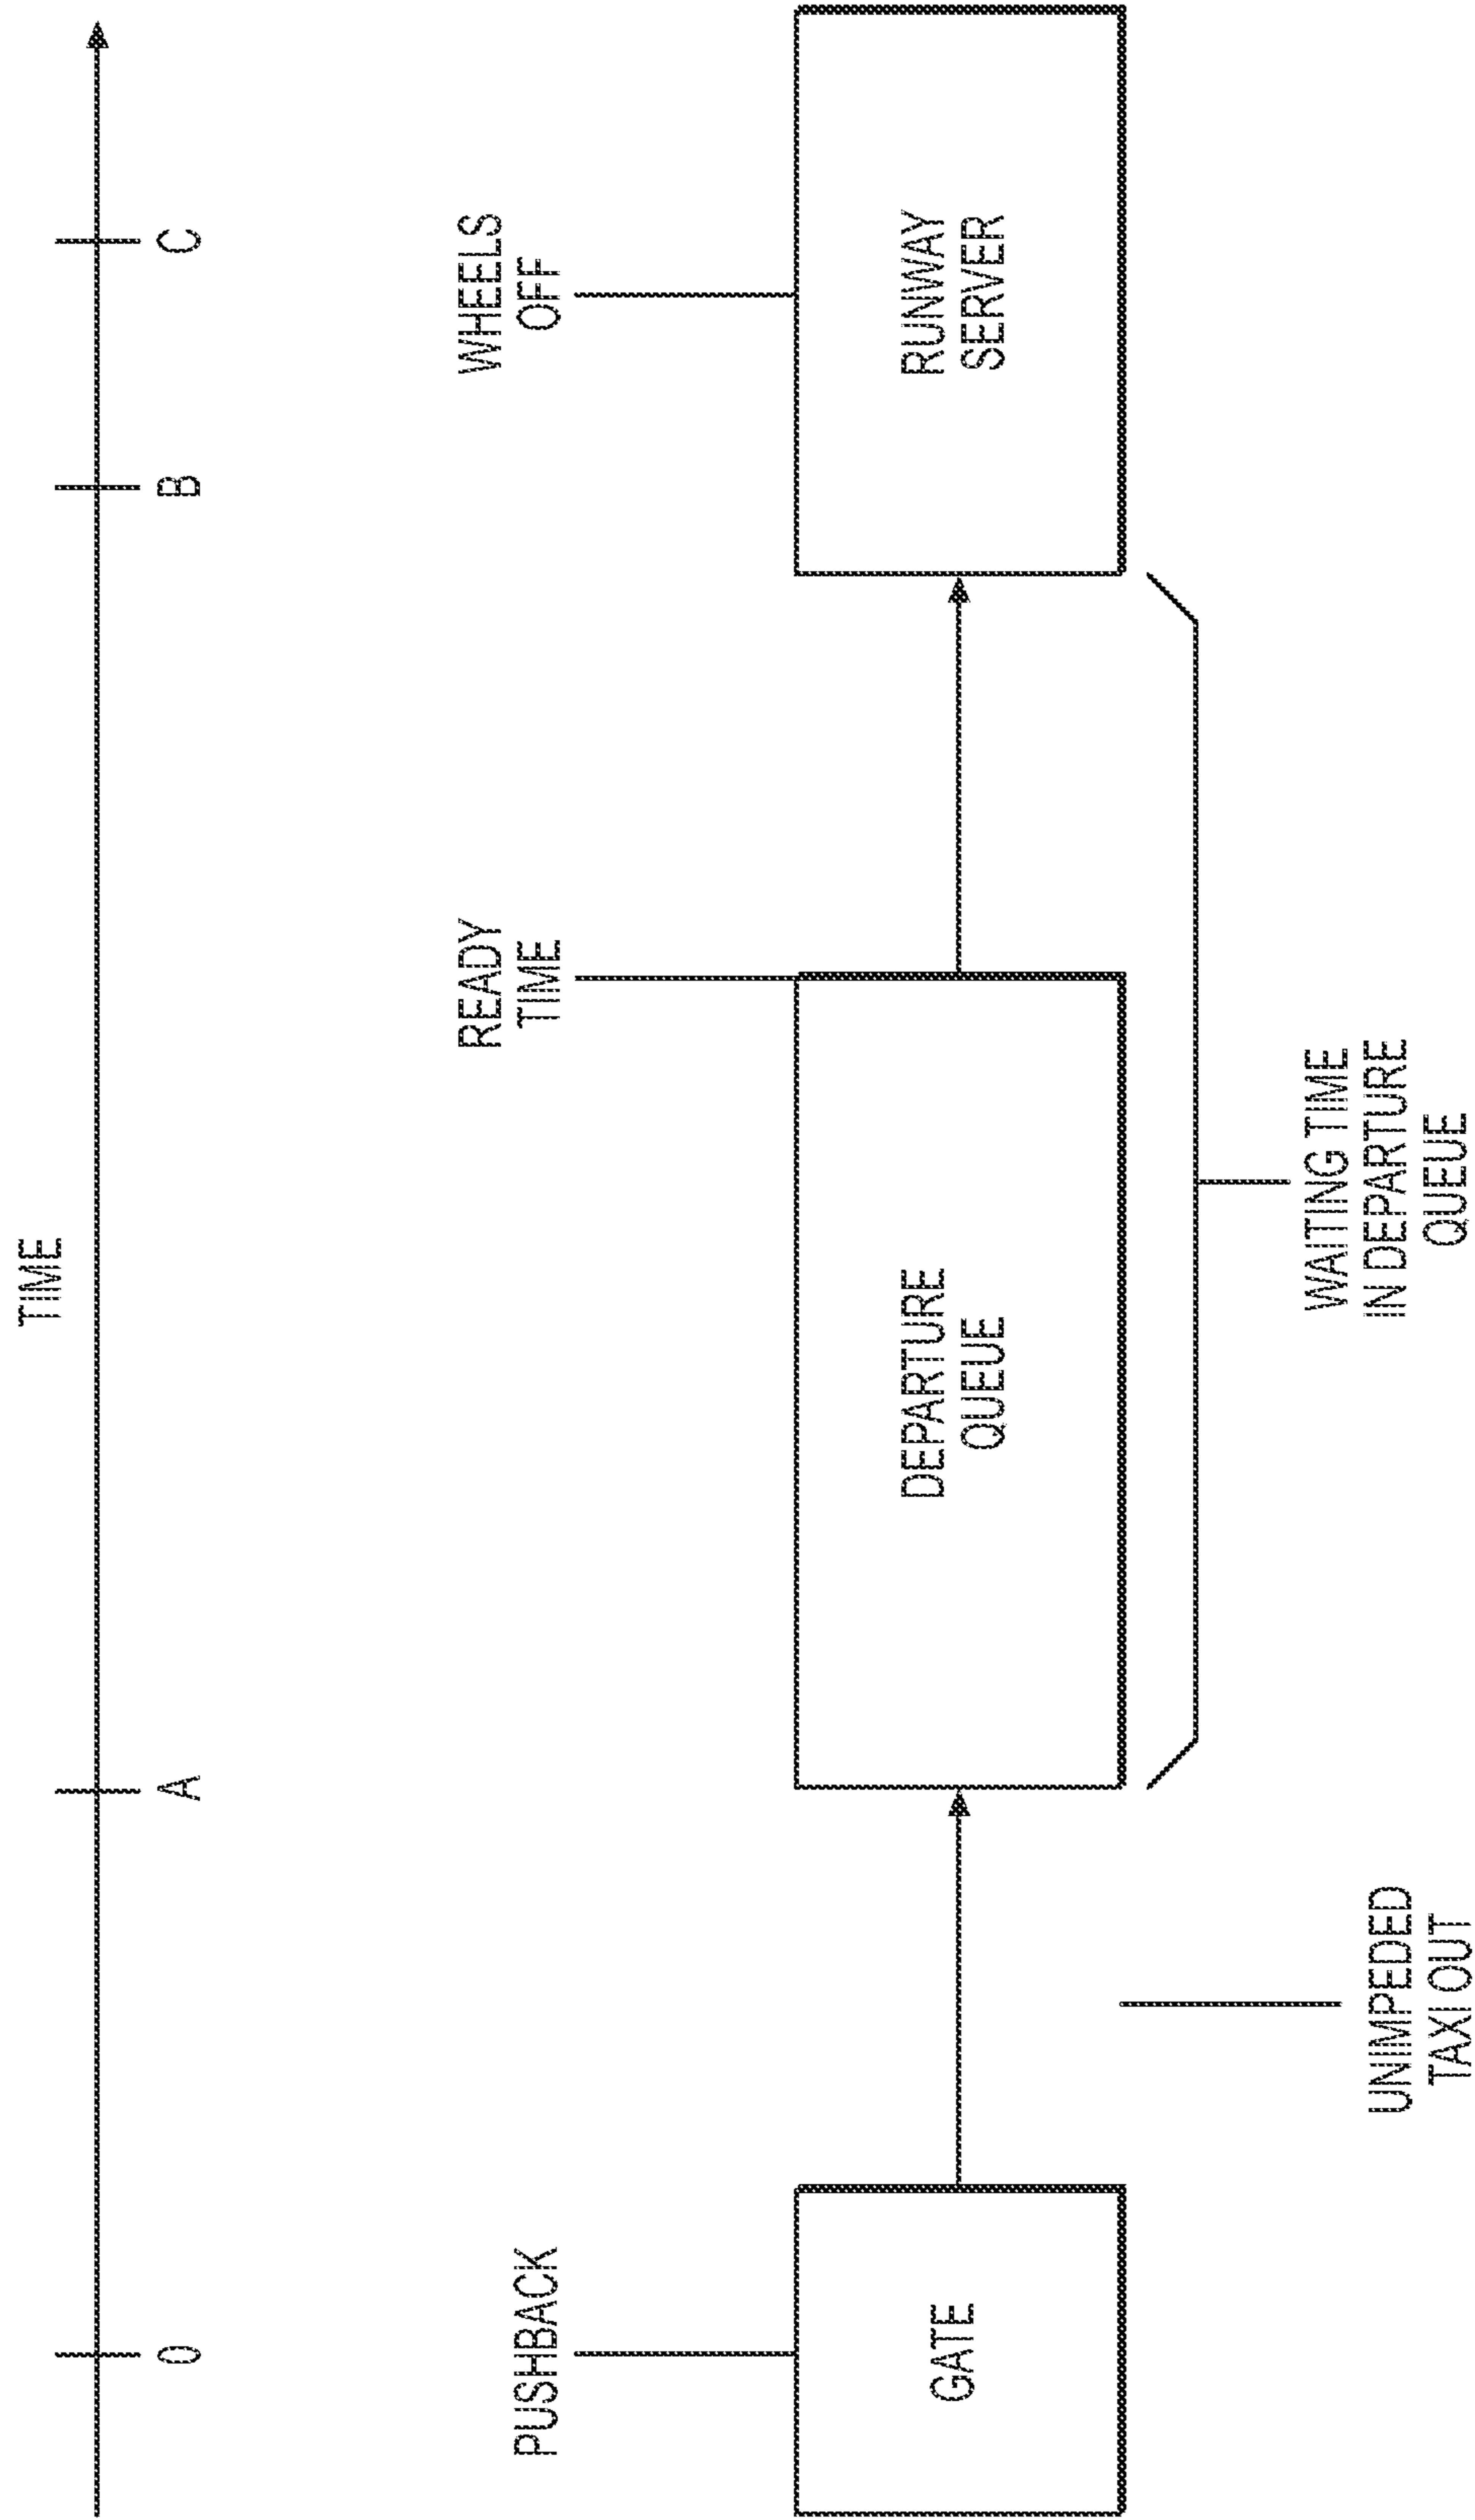 TIME
0
A
B
C
PUSHBACK
READY
TIME
WHEELS
OFF
GATE
DEPARTURE
QUEUE
RUNWAY
SERVER
UNIMPEDED
TAXI OUT
WAITING TIME
IN DEPARTURE
QUEUE